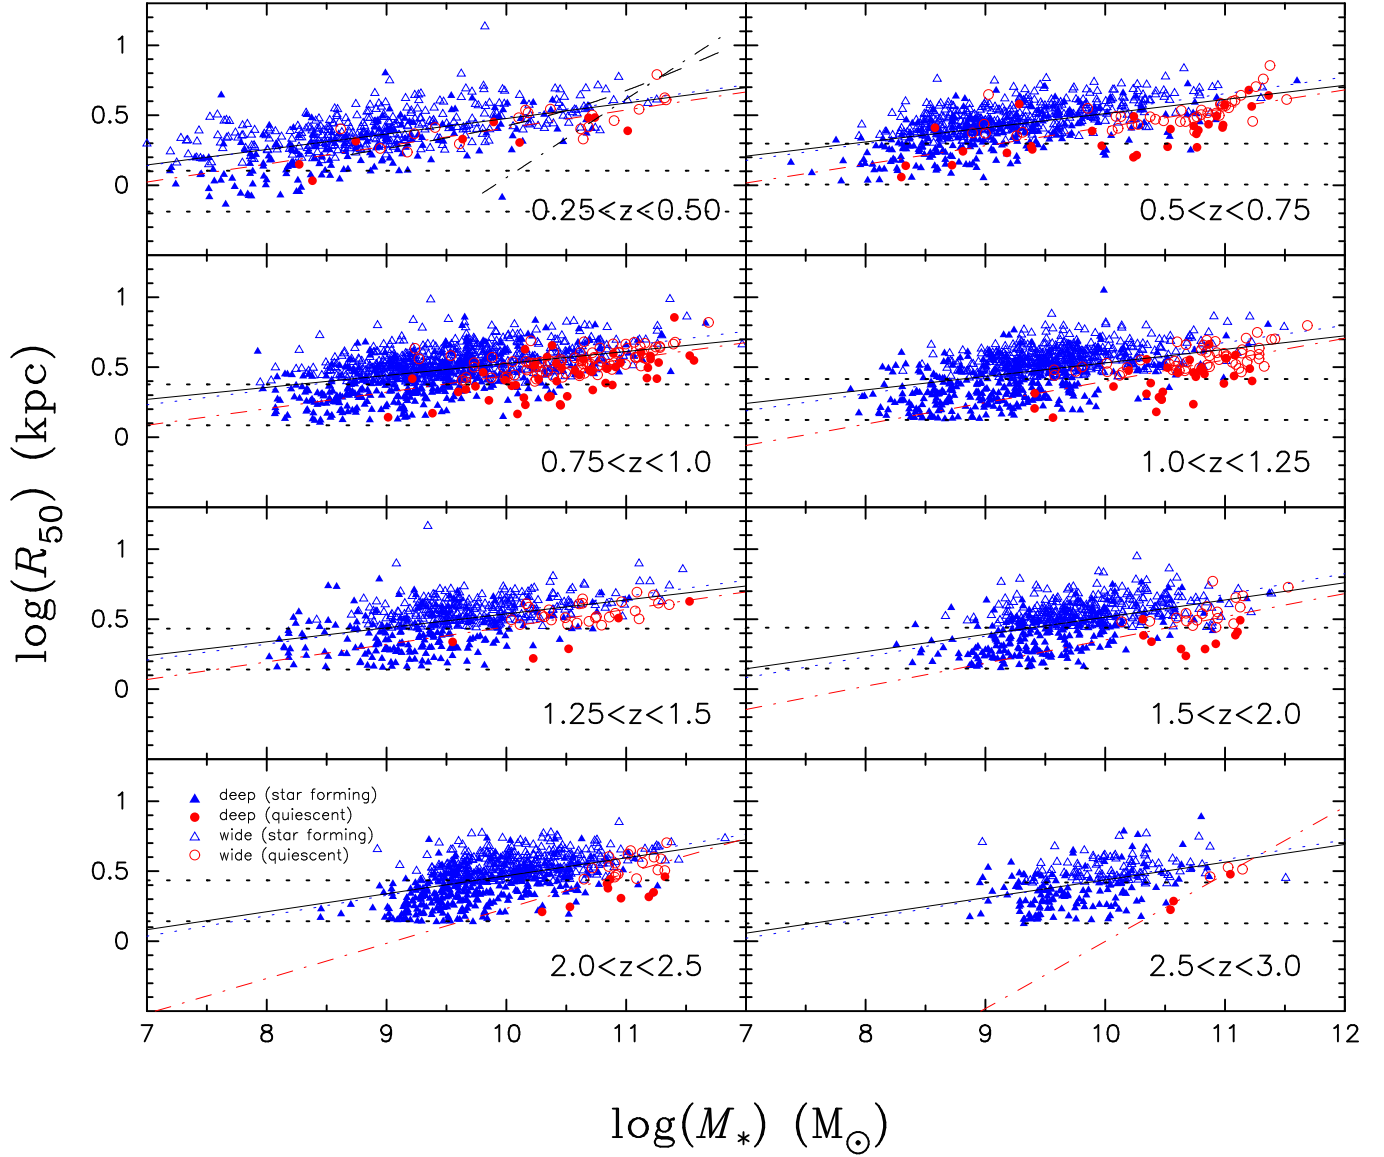 1
0.5
0
0.25<z<0.50
0.5<z<0.75
1
0.5
0
0.75<z<1.0
1.0<z<1.25
log(R50) (kpc)
1
0.5
0
1.25<z<1.5
1.5<z<2.0
1
0.5
0
deep (star forming)
deep (quiescent)
wide (star forming)
wide (quiescent)
2.0<z<2.5
2.5<z<3.0
7 8 9 10 11 7 8 9 10 11 12
log(M*) (M⊙)